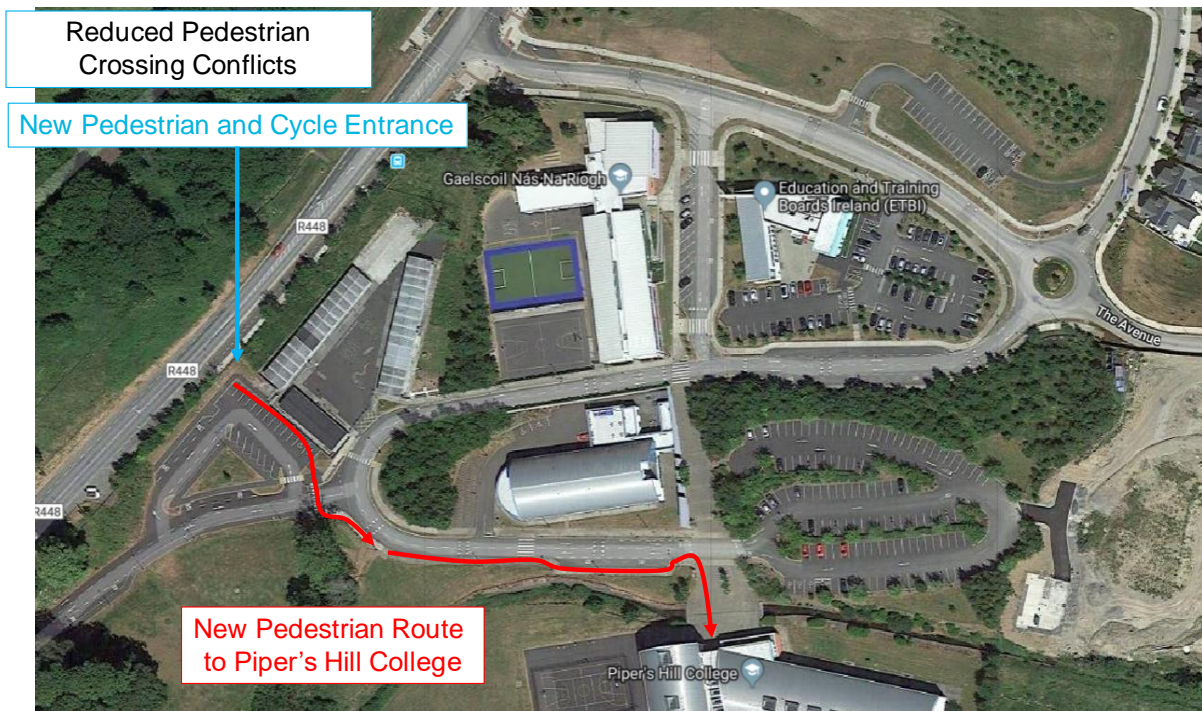 Reduced Pedestrian
Crossing Conflicts
New Pedestrian and Cycle Entrance
Gaelscoil Nás Na Ríogh
Education and Training
Boards Ireland (ETBI)
R448
The Avenue
R448
R448
New Pedestrian Route
to Piper's Hill College
Piper's Hill College